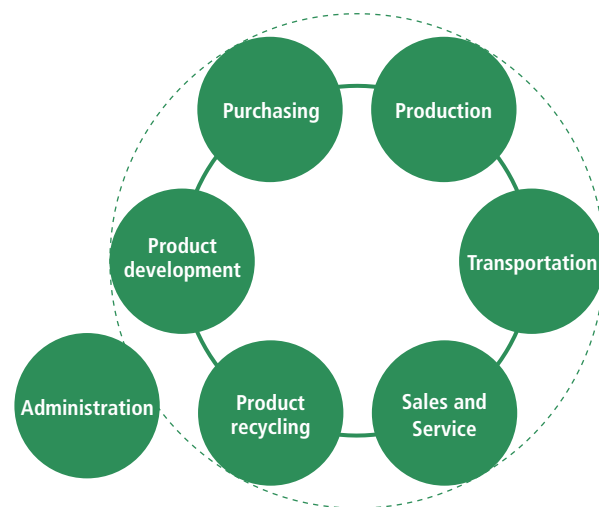 Purchasing
Production
Product
development
Transportation
Administration
Product
recycling
Sales and
Service